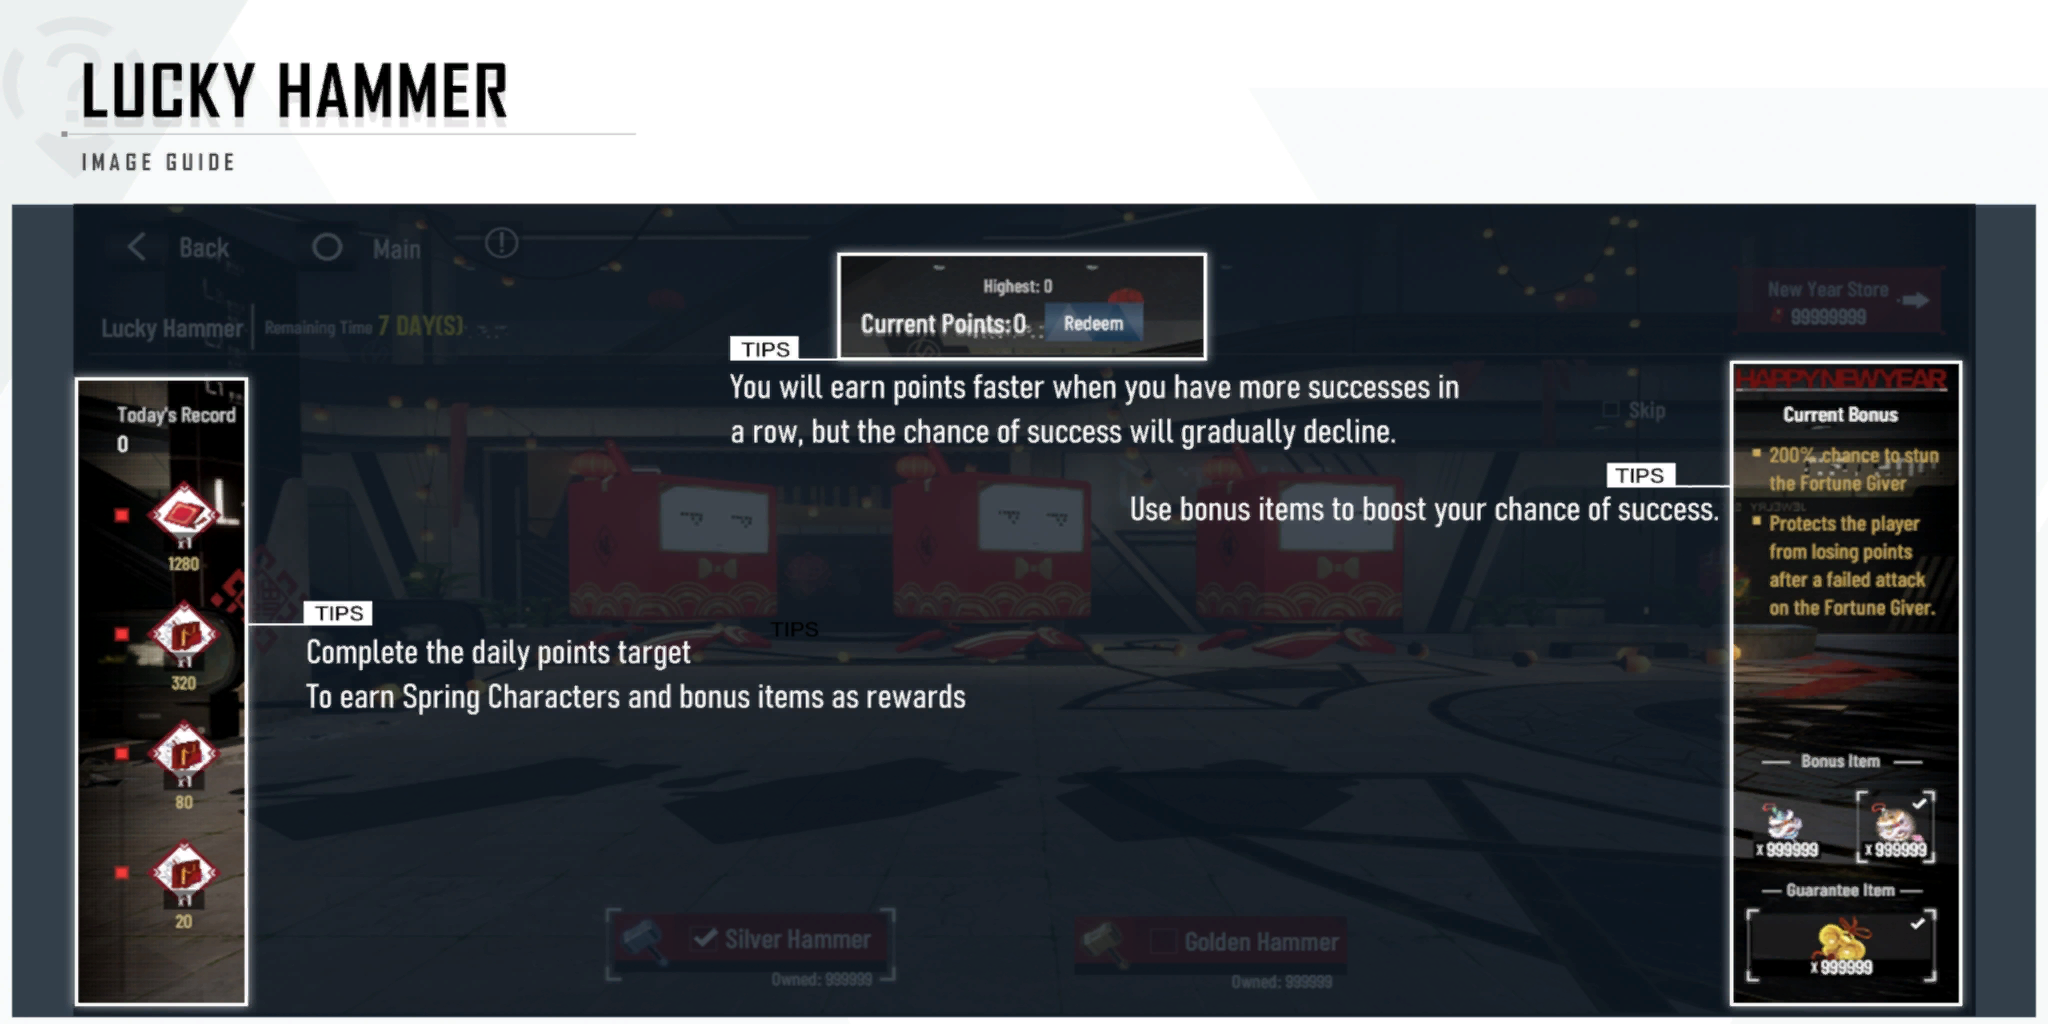 LUCKY HAMMER
IMAGE GUIDE
Back
Main
Lucky Hammer
Remaining Time 7 DAY(S)
Highest: 0
Current Points:0
Redeem
New Year Store
99999999
TIPS
You will earn points faster when you have more successes in
a row, but the chance of success will gradually decline.
Skip
TIPS
Use bonus items to boost your chance of success.
Today's Record
0
x1
1280
x1
320
x1
80
x1
20
TIPS
Complete the daily points target
To earn Spring Characters and bonus items as rewards
TIPS
HAPPYNEWYEAR
Current Bonus
200% chance to stun
the Fortune Giver
Protects the player
from losing points
after a failed attack
on the Fortune Giver.
Bonus Item
x 999999
x 999999
Guarantee Item
x 999999
Silver Hammer
Owned: 999999
Golden Hammer
Owned: 999999